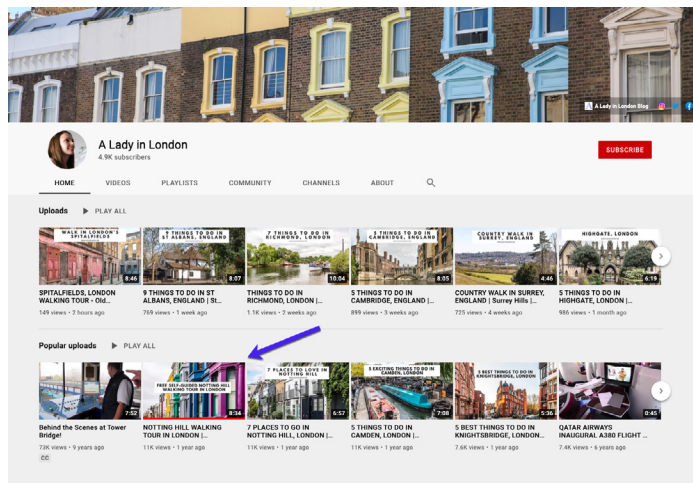 A Lady in London Blog
A Lady in London
4.9K subscribers
SUBSCRIBE
HOME VIDEOS PLAYLISTS COMMUNITY CHANNELS ABOUT
Uploads PLAY ALL
WALK IN LONDON'S
SPITALFIELDS
8:46
9 THINGS TO DO IN
ST ALBANS, ENGLAND
8:07
7 THINGS TO DO IN
RICHMOND, LONDON
10:04
5 THINGS TO DO IN
CAMBRIDGE, ENGLAND
8:05
COUNTRY WALK IN
SURREY, ENGLAND
4:46
HIGHGATE, LONDON
6:19
SPITALFIELDS, LONDON
WALKING TOUR - Old...
149 views • 2 hours ago
9 THINGS TO DO IN ST
ALBANS, ENGLAND | St...
769 views • 1 week ago
THINGS TO DO IN
RICHMOND, LONDON |...
1.1K views • 2 weeks ago
5 THINGS TO DO IN
CAMBRIDGE, ENGLAND |...
899 views • 3 weeks ago
COUNTRY WALK IN SURREY,
ENGLAND | Surrey Hills |...
725 views • 4 weeks ago
5 THINGS TO DO IN
HIGHGATE, LONDON |...
986 views • 1 month ago
Popular uploads PLAY ALL
7:52
FREE SELF-GUIDED NOTTING HILL
WALKING TOUR IN LONDON
8:34
7 PLACES TO LOVE IN
NOTTING HILL
6:57
5 EXCITING THINGS TO DO IN
CAMDEN, LONDON
7:08
5 BEST THINGS TO DO IN
KNIGHTSBRIDGE, LONDON
5:36
0:45
Behind the Scenes at Tower
Bridge!
73K views • 9 years ago
CC
NOTTING HILL WALKING
TOUR IN LONDON |...
11K views • 1 year ago
7 PLACES TO GO IN
NOTTING HILL, LONDON |...
11K views • 1 year ago
5 THINGS TO DO IN
CAMDEN, LONDON |...
11K views • 1 year ago
5 BEST THINGS TO DO IN
KNIGHTSBRIDGE, LONDON...
7.6K views • 1 year ago
QATAR AIRWAYS
INAUGURAL A380 FLIGHT ...
7.4K views • 6 years ago